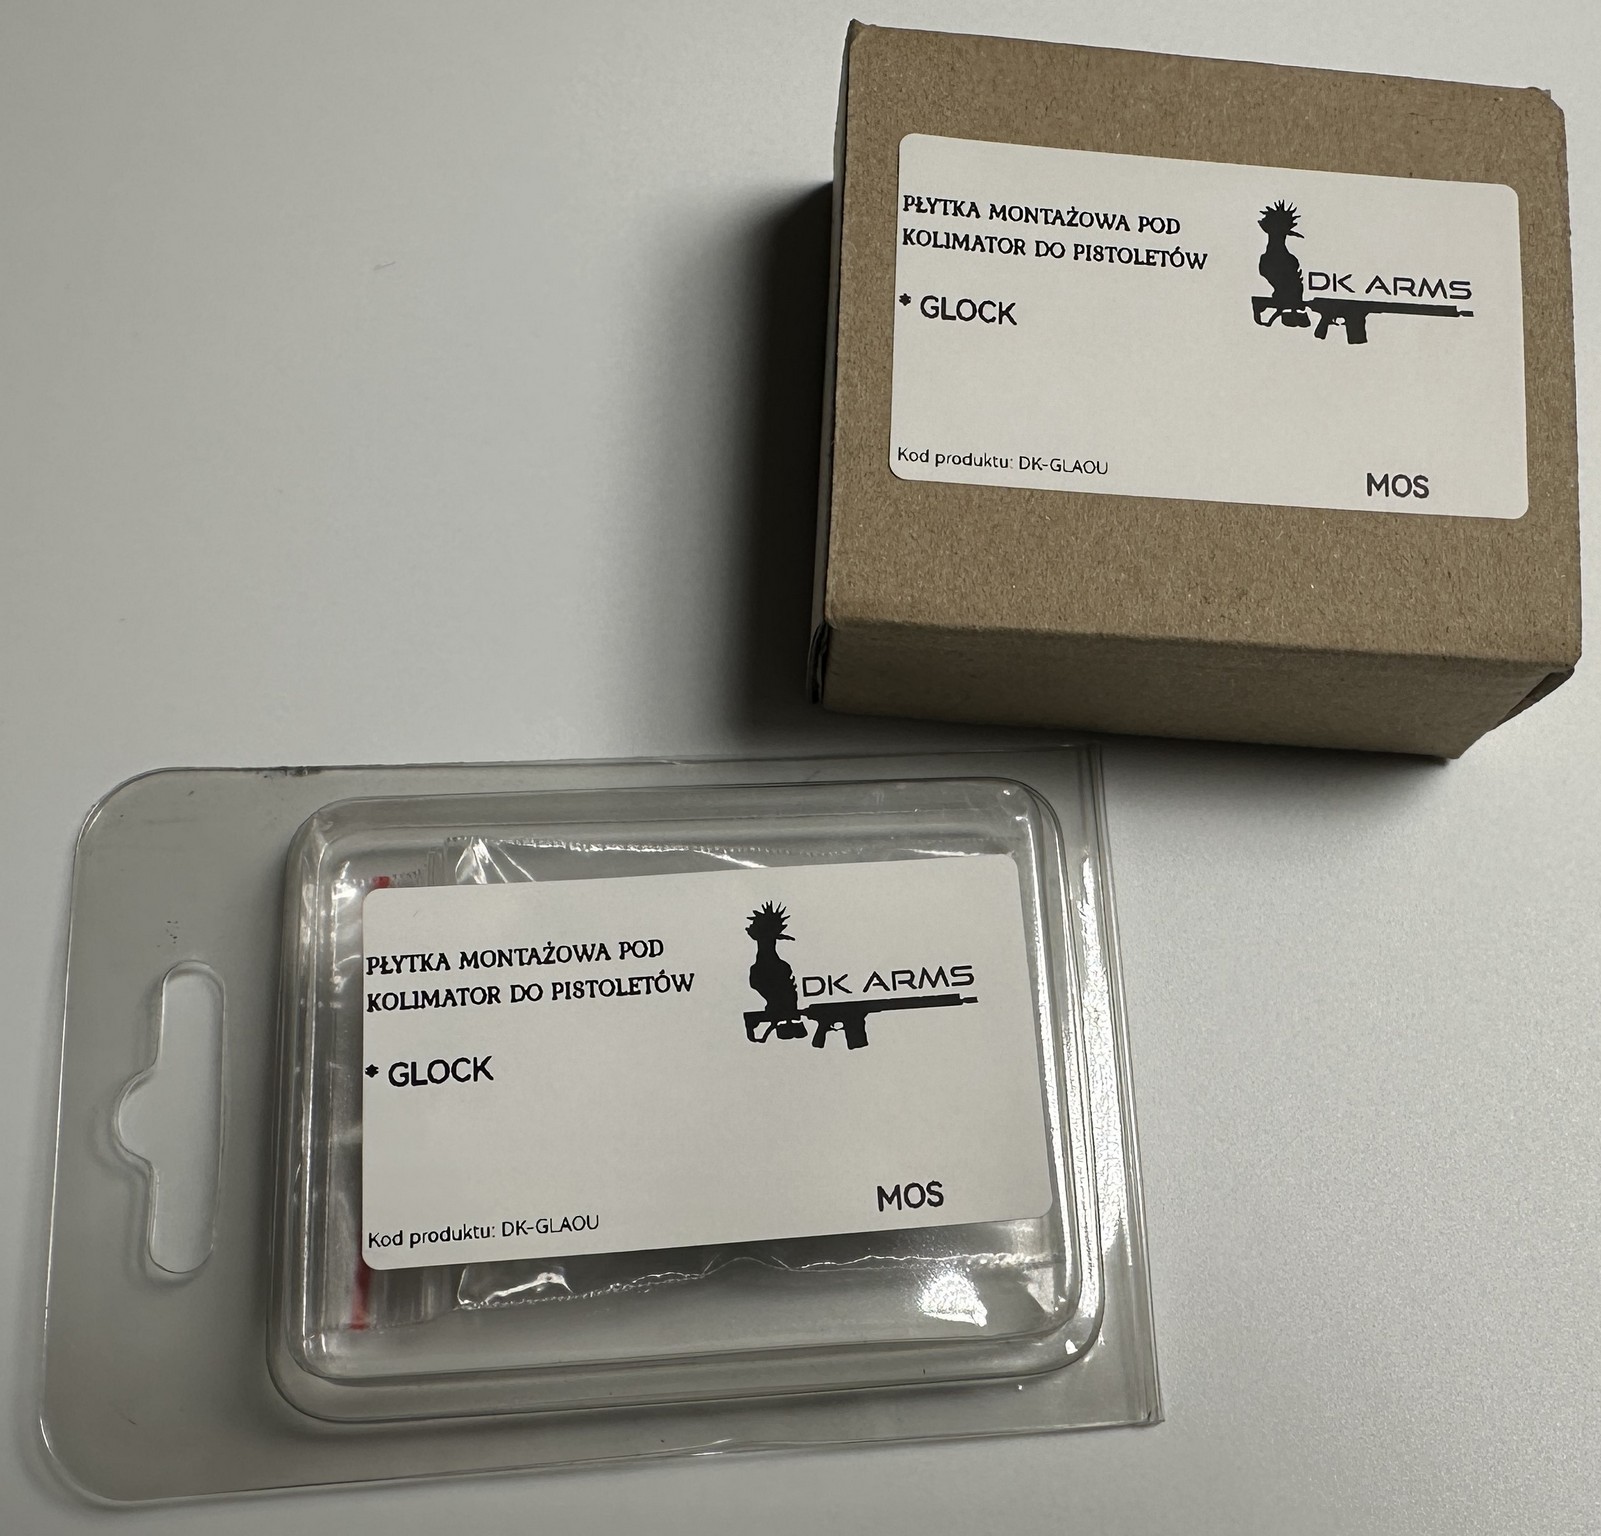 PŁYTKA MONTAŻOWA POD
KOLIMATOR DO PISTOLETÓW
* GLOCK
DK ARMS
Kod produktu: DK-GLAOU
MOS
PŁYTKA MONTAŻOWA POD
KOLIMATOR DO PISTOLETÓW
* GLOCK
DK ARMS
Kod produktu: DK-GLAOU
MOS